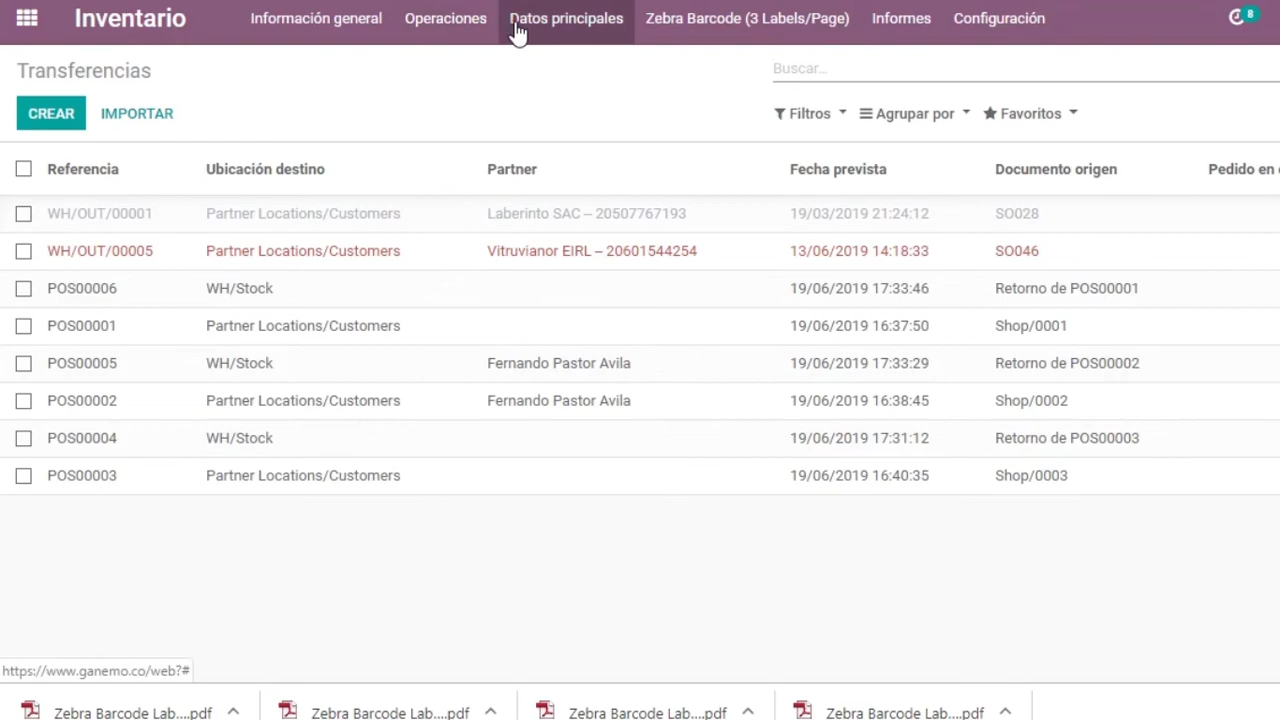 Inventario Información general Operaciones Datos principales Zebra Barcode (3 Labels/Page) Informes Configuración 8
Transferencias Buscar...
CREAR IMPORTAR Filtros Agrupar por Favoritos
Referencia Ubicación destino Partner Fecha prevista Documento origen Pedido en
WH/OUT/00001 Partner Locations/Customers Laberinto SAC – 20507767193 19/03/2019 21:24:12 SO028
WH/OUT/00005 Partner Locations/Customers Vitruvianor EIRL – 20601544254 13/06/2019 14:18:33 SO046
POS00006 WH/Stock 19/06/2019 17:33:46 Retorno de POS00001
POS00001 Partner Locations/Customers 19/06/2019 16:37:50 Shop/0001
POS00005 WH/Stock Fernando Pastor Avila 19/06/2019 17:33:29 Retorno de POS00002
POS00002 Partner Locations/Customers Fernando Pastor Avila 19/06/2019 16:38:45 Shop/0002
POS00004 WH/Stock 19/06/2019 17:31:12 Retorno de POS00003
POS00003 Partner Locations/Customers 19/06/2019 16:40:35 Shop/0003
https://www.ganemo.co/web?#
Zebra Barcode Lab....pdf Zebra Barcode Lab....pdf Zebra Barcode Lab....pdf Zebra Barcode Lab....pdf